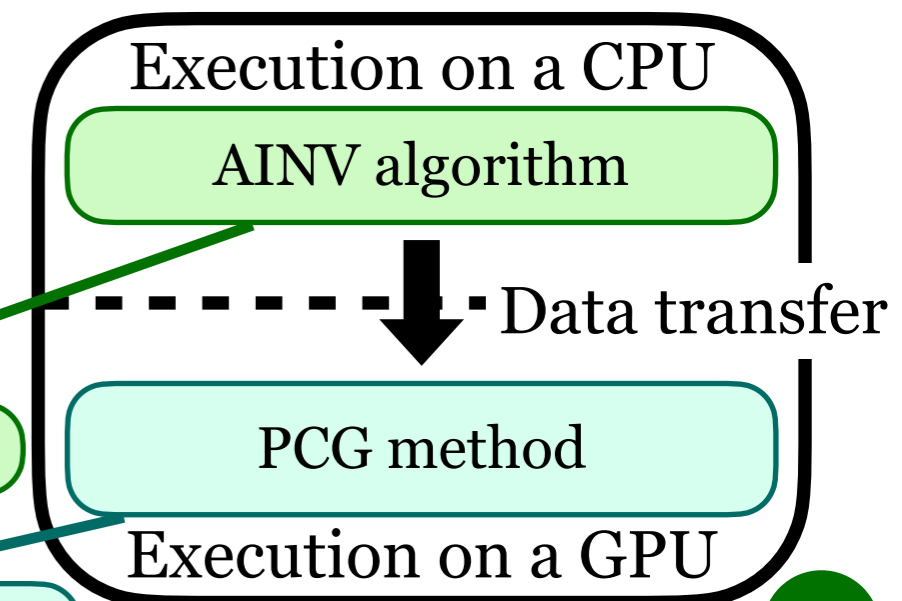 Execution on a CPU
AINV algorithm
Data transfer
PCG method
Execution on a GPU